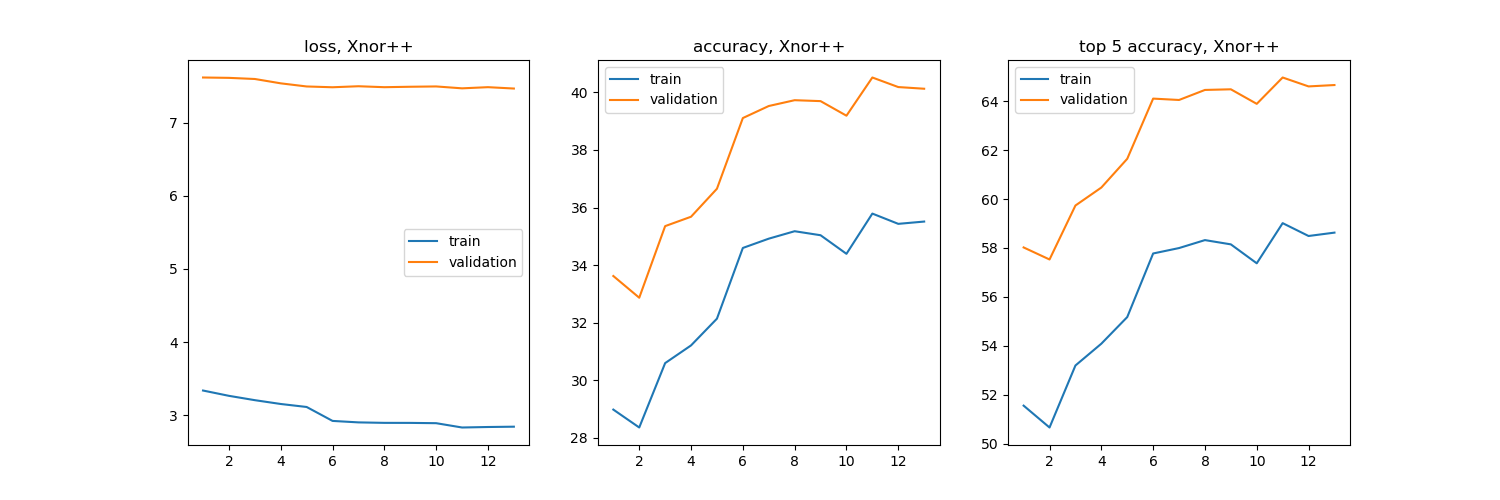 loss, Xnor++
7
6
5
4
3
train
validation
2 4 6 8 10 12
accuracy, Xnor++
train
validation
40
38
36
34
32
30
28
2 4 6 8 10 12
top 5 accuracy, Xnor++
train
validation
64
62
60
58
56
54
52
50
2 4 6 8 10 12